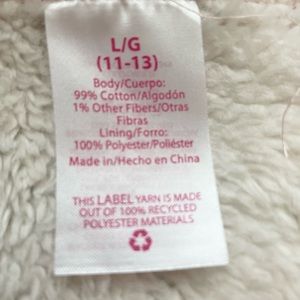 L/G
(11-13)
Body/Cuerpo:
99% Cotton/Algodón
1% Other Fibers/Otras
Fibras
Lining/Forro:
100% Polyester/Poliéster
Made in/Hecho en China
THIS LABEL YARN IS MADE
OUT OF 100% RECYCLED
POLYESTER MATERIALS